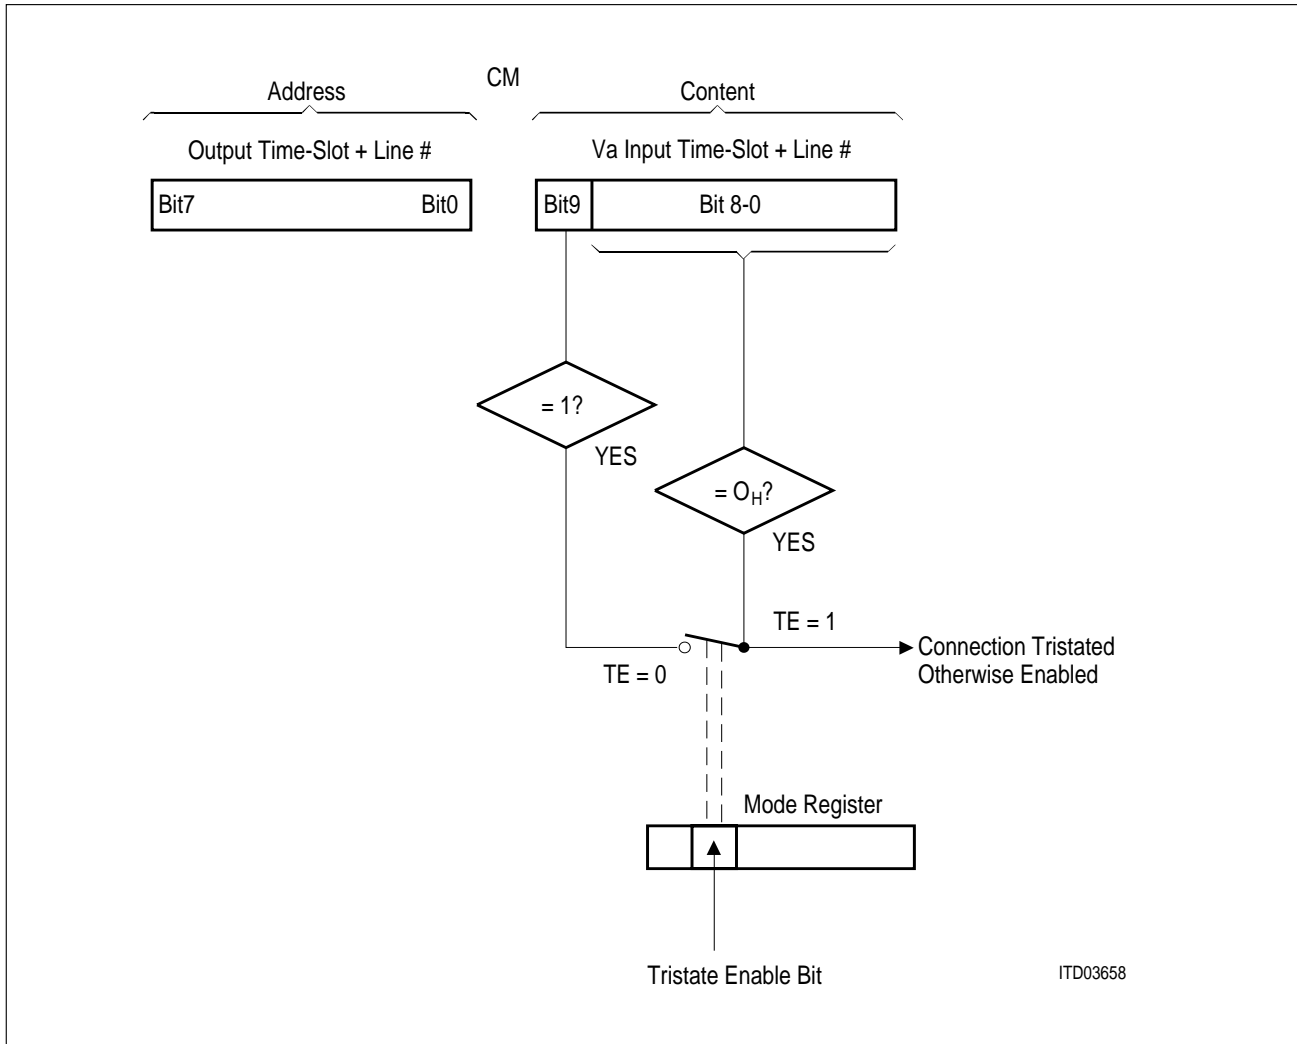 CM
Address
Content
Output Time-Slot + Line #
Va Input Time-Slot + Line #
Bit7
Bit0
Bit9
Bit 8-0
= 1?
YES
= OH?
YES
TE = 1
TE = 0
Connection Tristated
Otherwise Enabled
Mode Register
Tristate Enable Bit
ITD03658